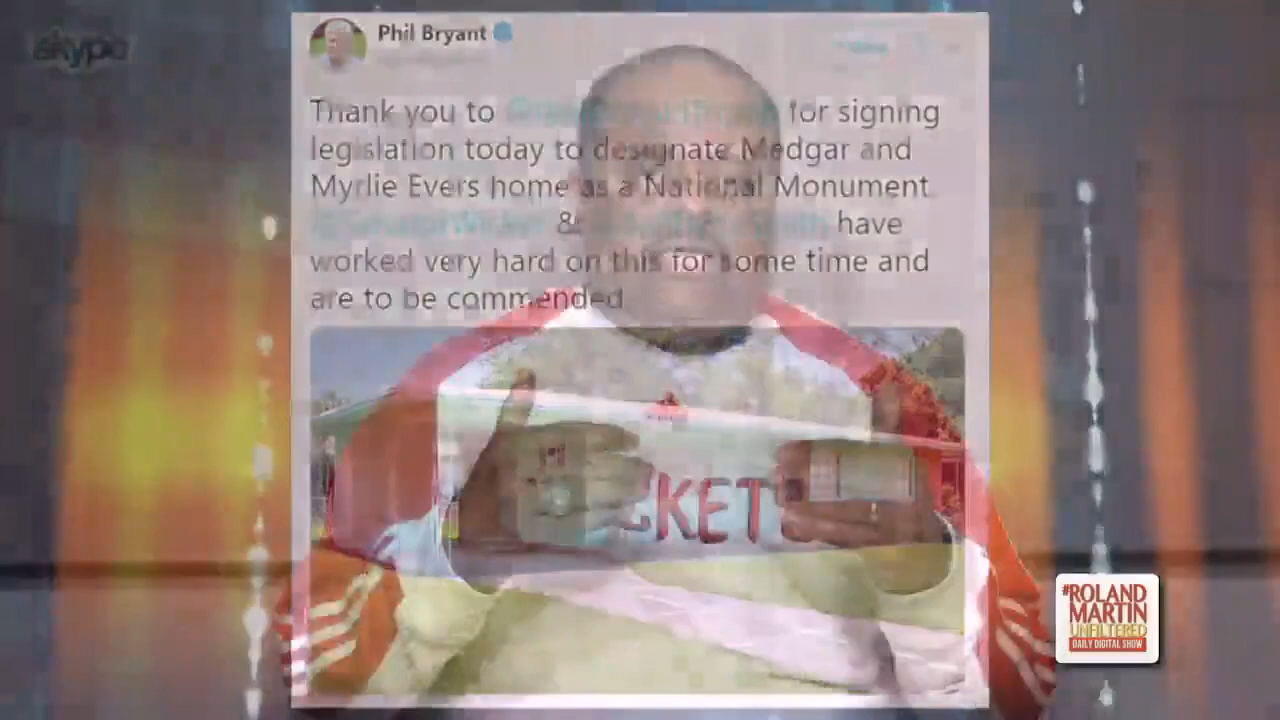 skype
Phil Bryant
Thank you to for signing
legislation today to designate Medgar and
Myrlie Evers home as a National Monument.
& have
worked very hard on this for some time and
are to be commended
CKET
#ROLAND
MARTIN
UNFILTERED
DAILY DIGITAL SHOW